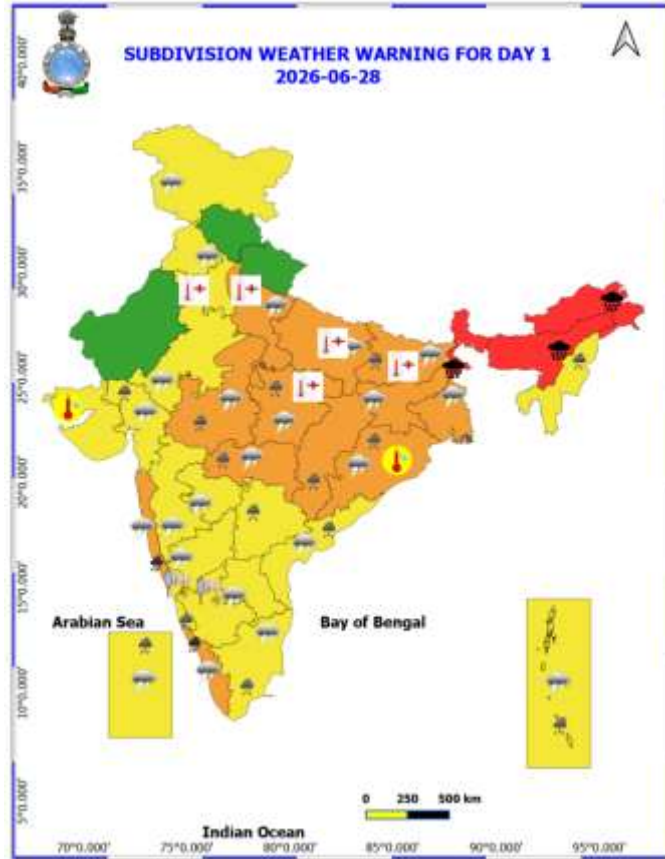 SUBDIVISION WEATHER WARNING FOR DAY 1
2026-06-28
40°0.000'
35°0.000'
30°0.000'
25°0.000'
20°0.000'
15°0.000'
10°0.000'
5°0.000'
Arabian Sea
Bay of Bengal
0 250 500 km
Indian Ocean
70°0.000' 75°0.000' 80°0.000' 85°0.000' 90°0.000' 95°0.000'